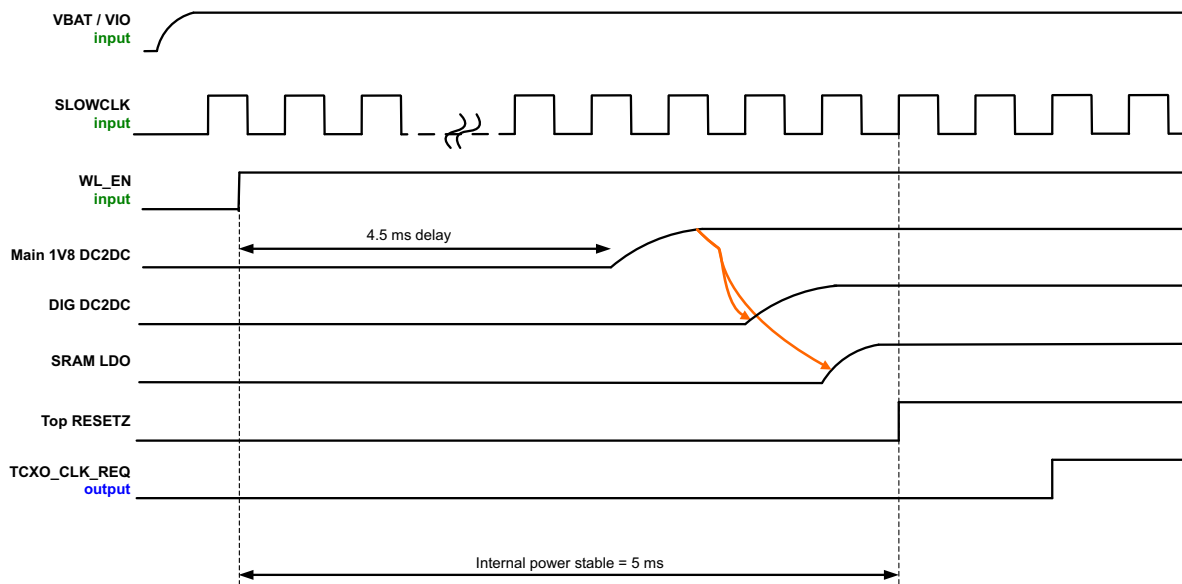 VBAT / VIO
input
SLOWCLK
input
WL_EN
input
4.5 ms delay
Main 1V8 DC2DC
DIG DC2DC
SRAM LDO
Top RESETZ
TCXO_CLK_REQ
output
Internal power stable = 5 ms